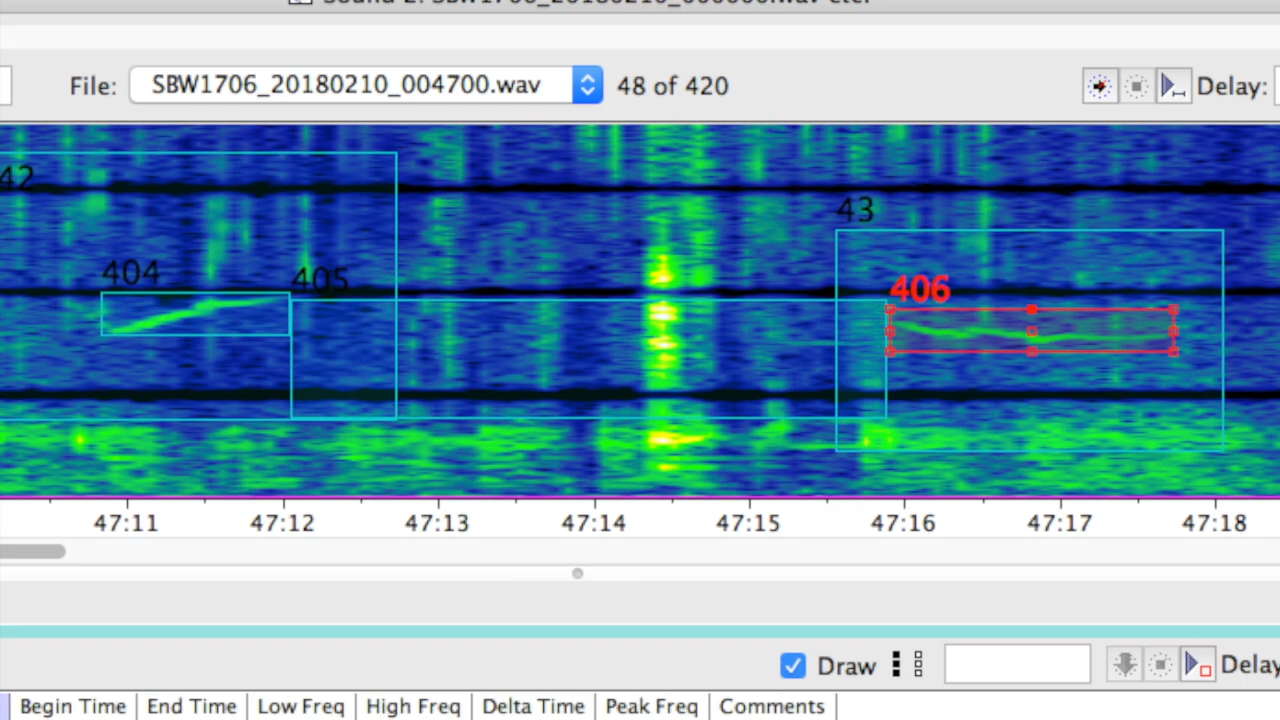 File: SBW1706_20180210_004700.wav 48 of 420 Delay:
42
43
404 405
406
47:11 47:12 47:13 47:14 47:15 47:16 47:17 47:18
Draw Delay
Begin Time End Time Low Freq High Freq Delta Time Peak Freq Comments